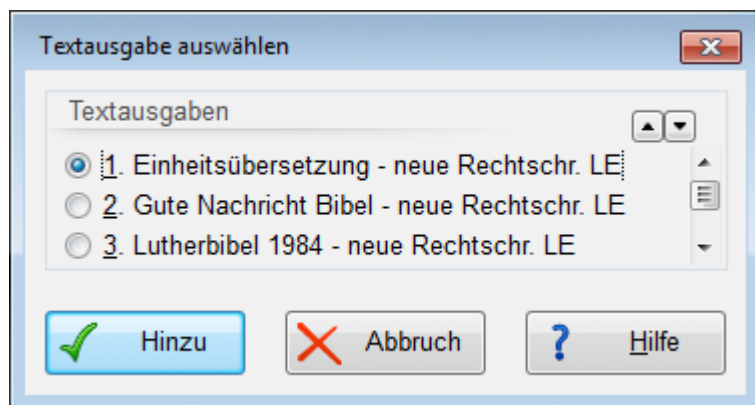 Textausgabe auswählen
Textausgaben
1. Einheitsübersetzung - neue Rechtschr. LE
2. Gute Nachricht Bibel - neue Rechtschr. LE
3. Lutherbibel 1984 - neue Rechtschr. LE
Hinzu Abbruch ? Hilfe